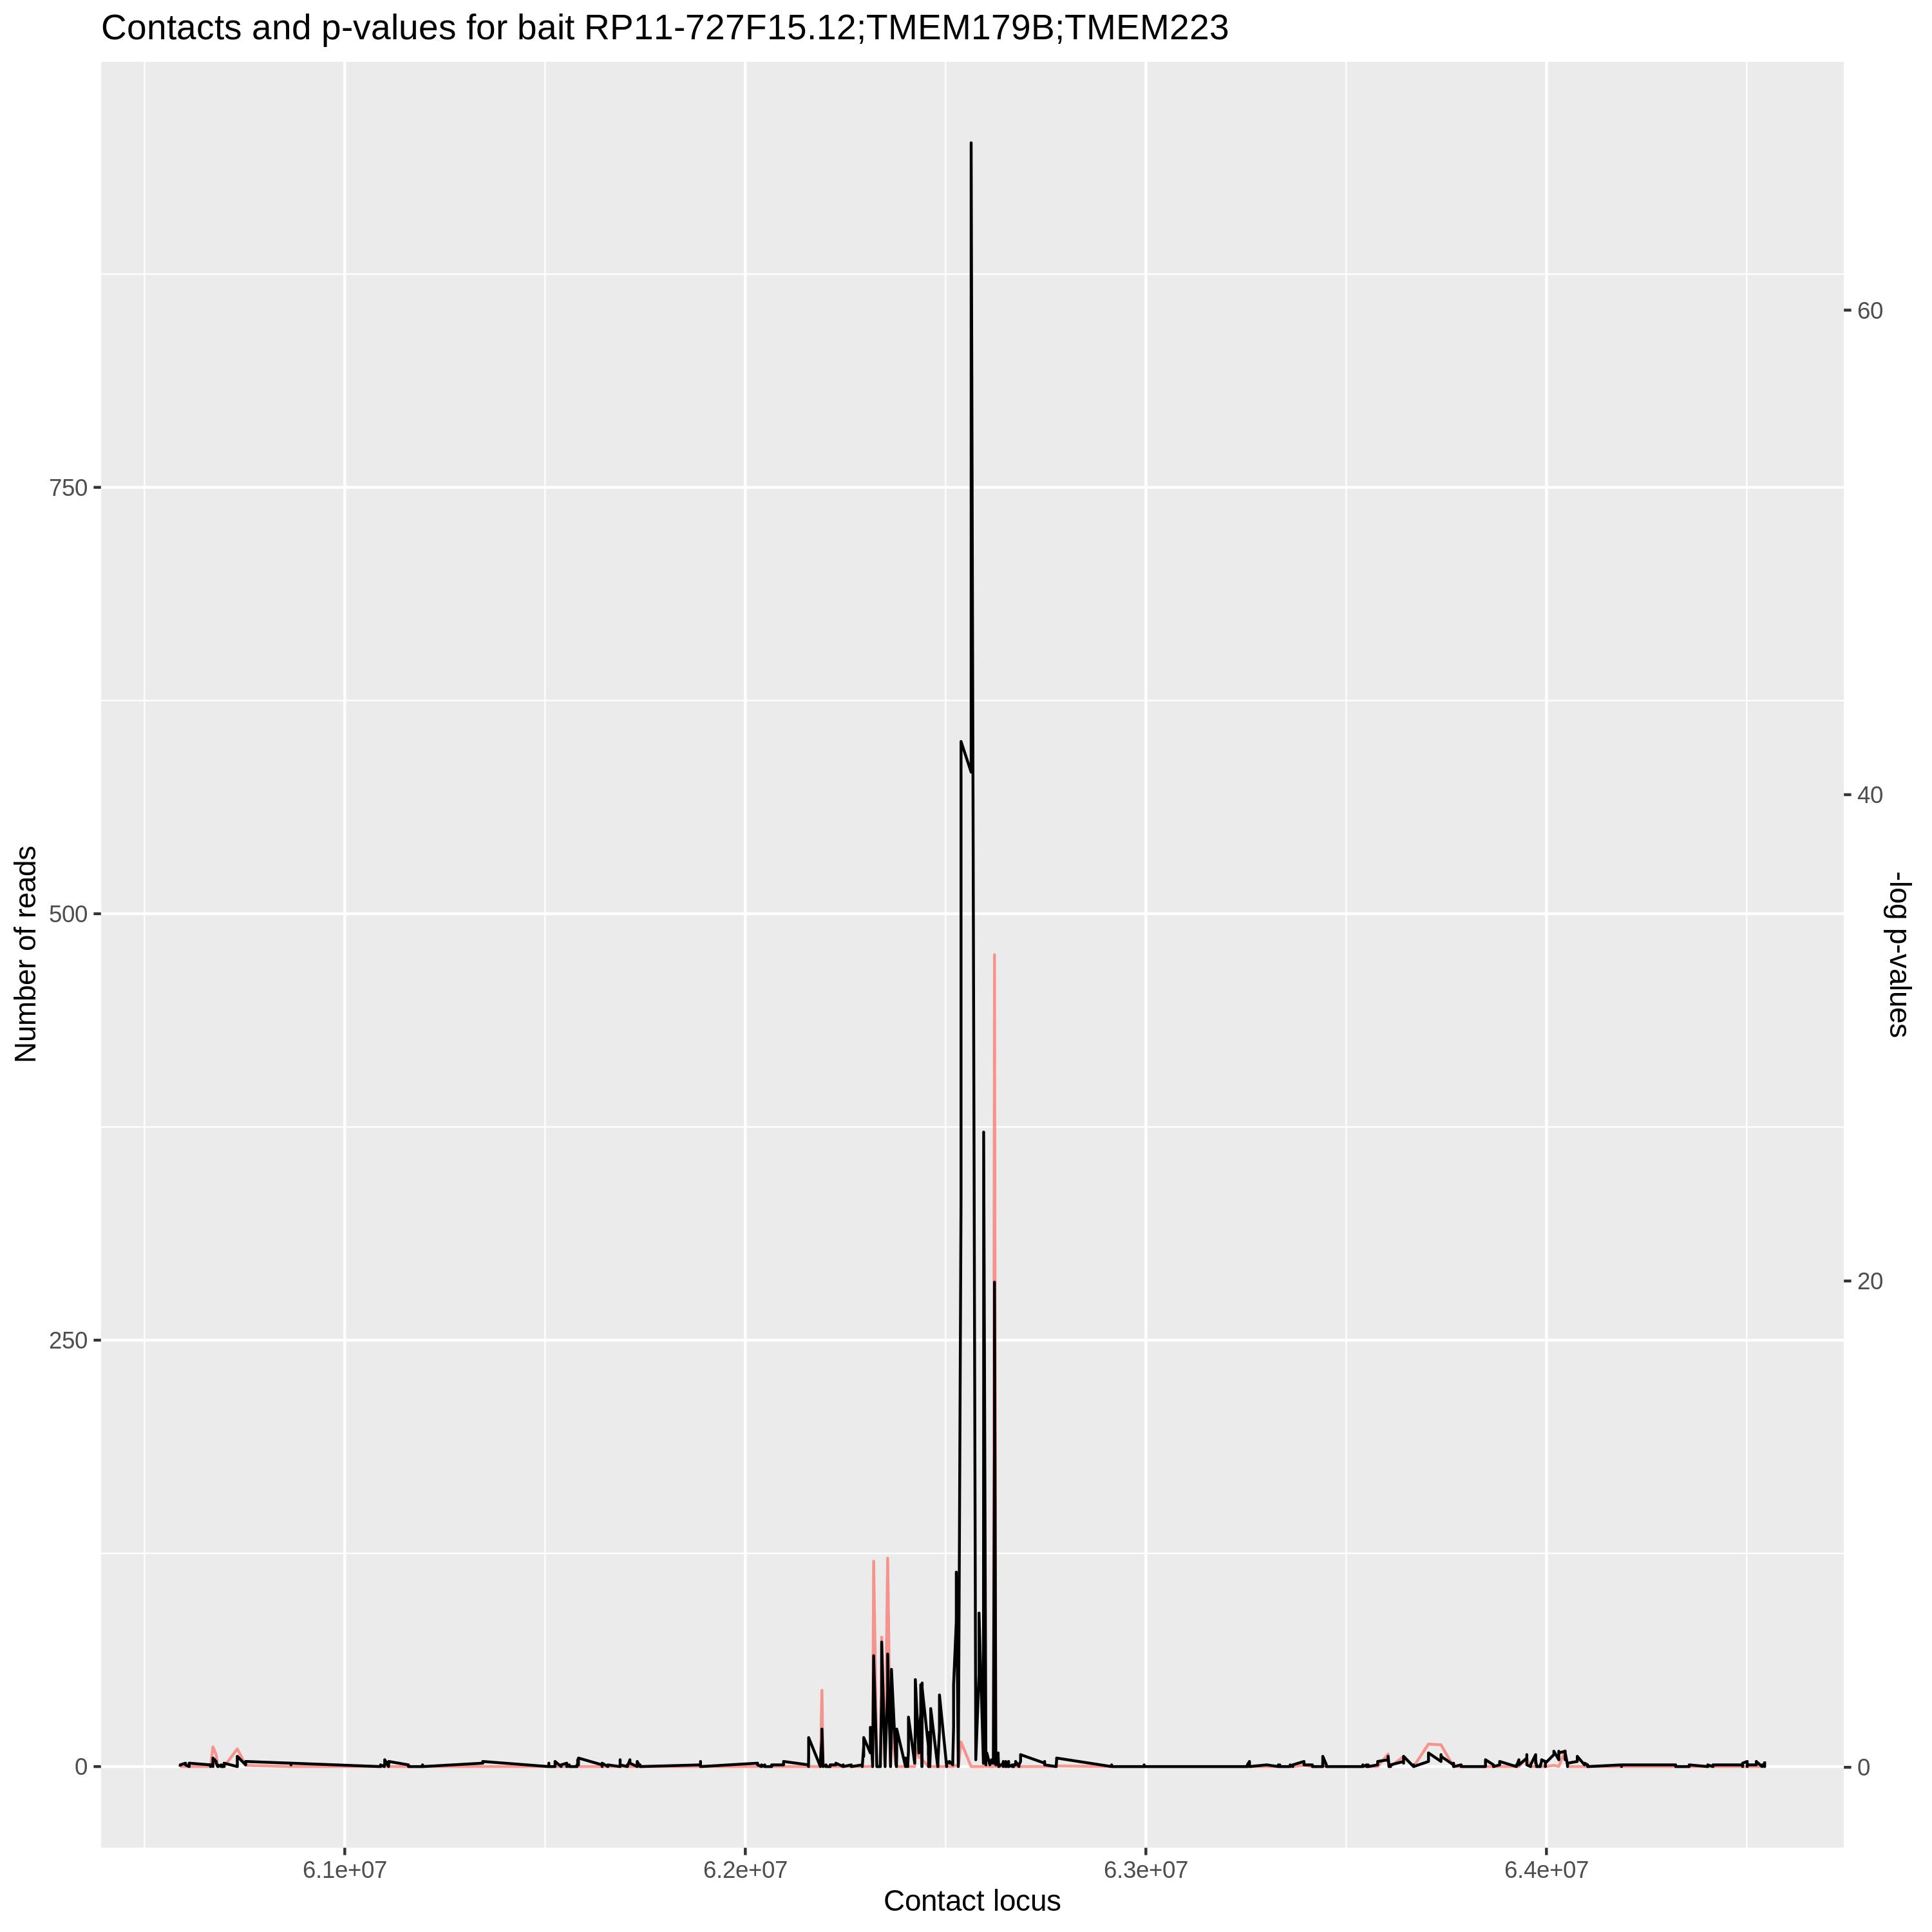 Contacts and p-values for bait RP11-727F15.12;TMEM179B;TMEM223
750
500
250
0
60
40
20
0
Number of reads
-log p-values
6.1e+07 6.2e+07 6.3e+07 6.4e+07
Contact locus